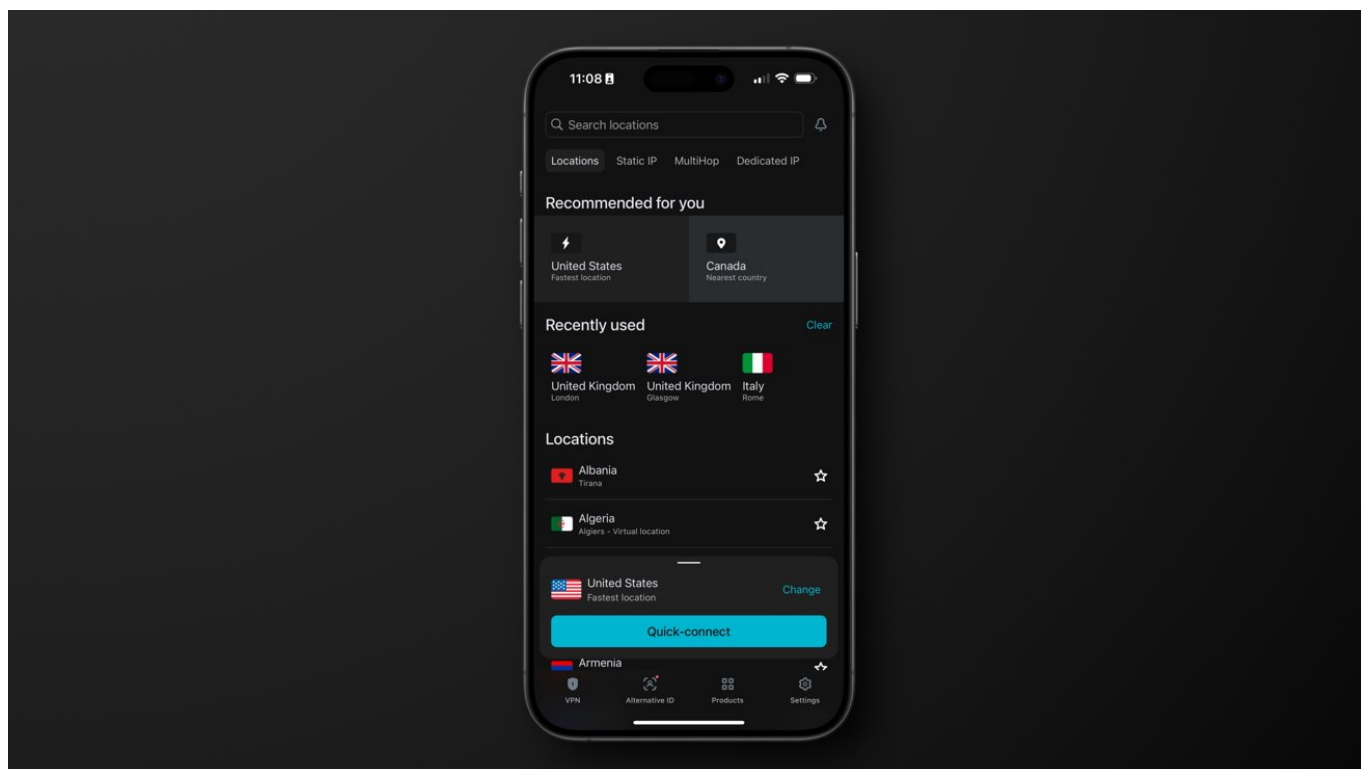 11:08
Search locations
Locations Static IP MultiHop Dedicated IP
Recommended for you
United States Canada
Fastest location Nearest country
Recently used Clear
United Kingdom United Kingdom Italy
London Glasgow Rome
Locations
Albania
Tirana
Algeria
Algiers - Virtual location
United States
Fastest location
Change
Quick-connect
Armenia
VPN Alternative ID Products Settings